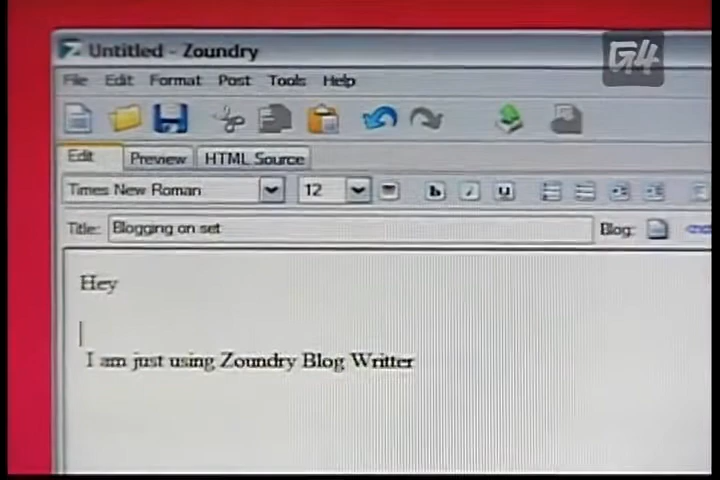 Untitled - Zoundry
G4
File Edit Format Post Tools Help
Edit Preview HTML Source
Times New Roman 12 b i u
Title: Blogging on set Blog:
Hey
I am just using Zoundry Blog Writter